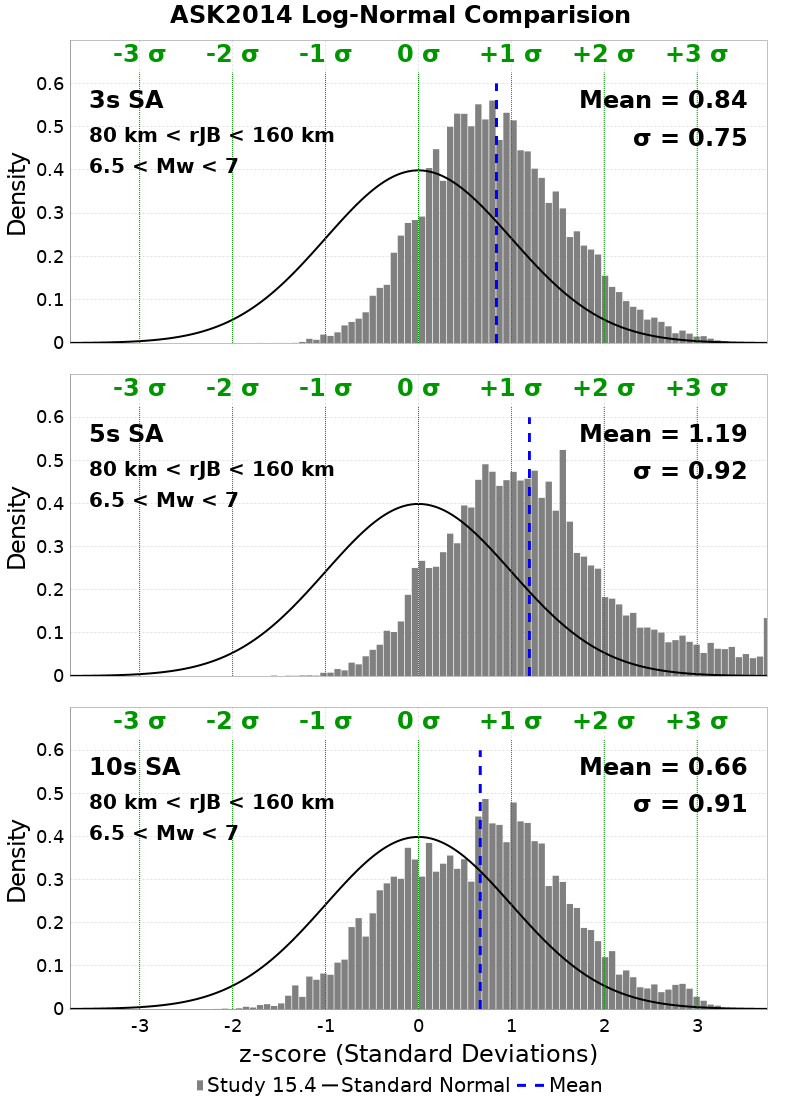 ASK2014 Log-Normal Comparision
-3 σ -2 σ -1 σ 0 σ +1 σ +2 σ +3 σ
0.6
3s SA Mean = 0.84
0.5
80 km < rJB < 160 km σ = 0.75
6.5 < Mw < 7
0.4
Density
0.3
0.2
0.1
0
-3 σ -2 σ -1 σ 0 σ +1 σ +2 σ +3 σ
0.6
5s SA Mean = 1.19
0.5
80 km < rJB < 160 km σ = 0.92
6.5 < Mw < 7
0.4
Density
0.3
0.2
0.1
0
-3 σ -2 σ -1 σ 0 σ +1 σ +2 σ +3 σ
0.6
10s SA Mean = 0.66
0.5
80 km < rJB < 160 km σ = 0.91
6.5 < Mw < 7
0.4
Density
0.3
0.2
0.1
0
-3 -2 -1 0 1 2 3
z-score (Standard Deviations)
Study 15.4 Standard Normal Mean